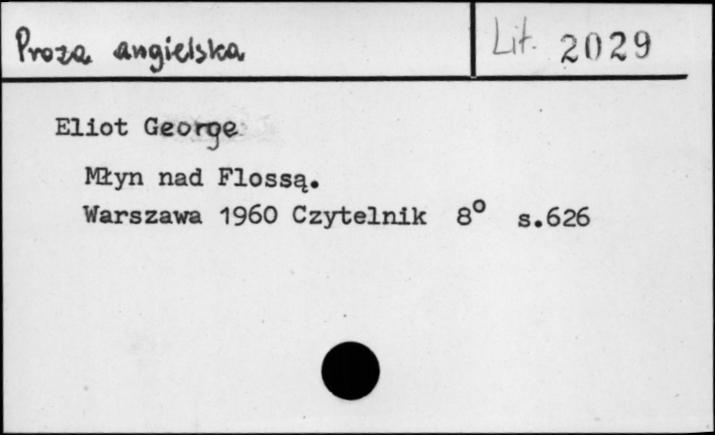 Proza angielska
Lit. 2029
Eliot George
Młyn nad Flossą.
Warszawa 1960 Czytelnik 8° s.626